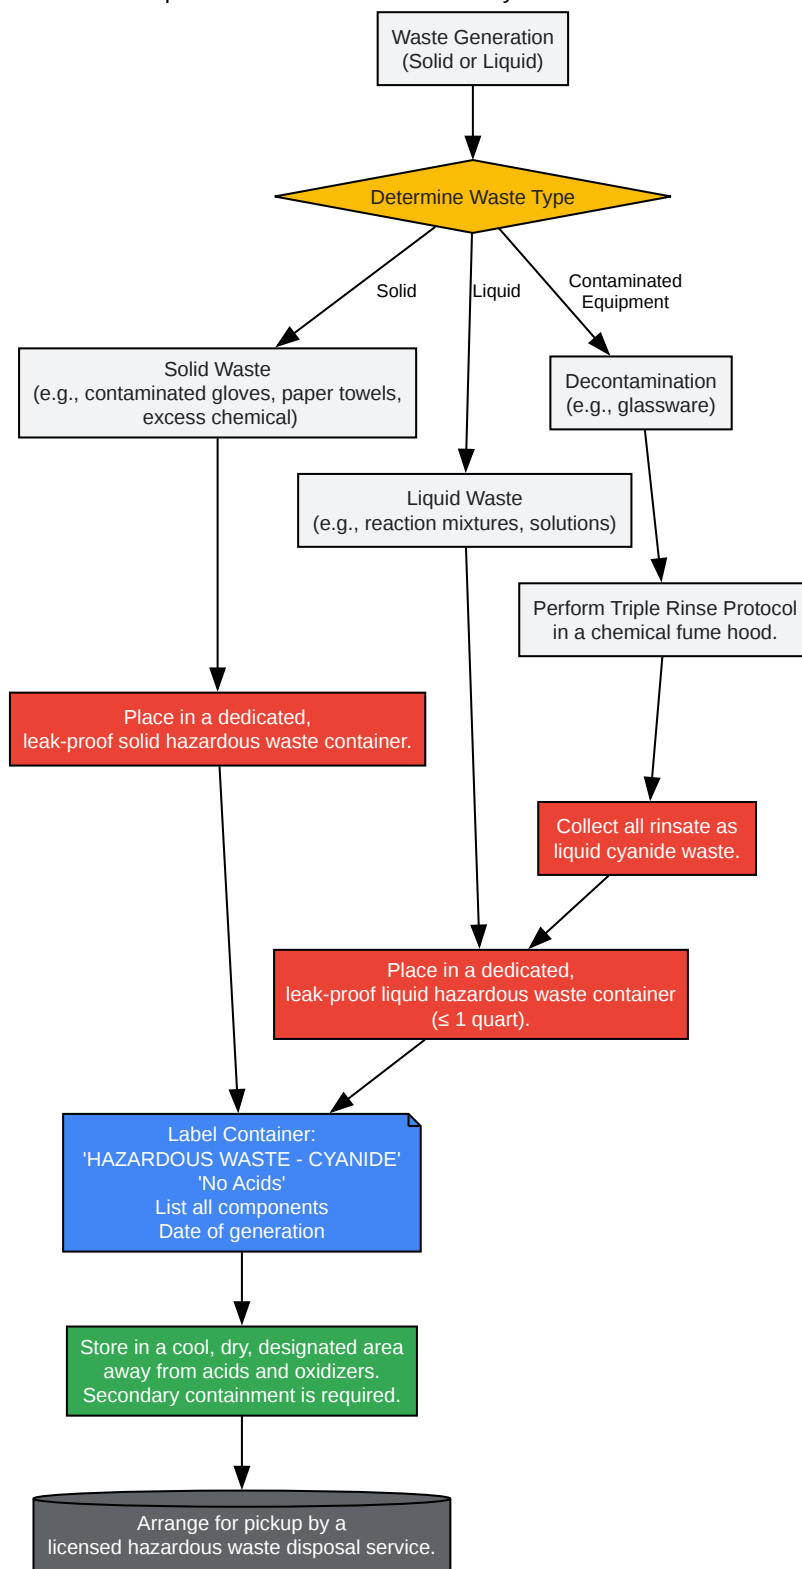 Waste Generation
(Solid or Liquid)
Determine Waste Type
Solid
Liquid
Contaminated
Equipment
Solid Waste
(e.g., contaminated gloves, paper towels,
excess chemical)
Decontamination
(e.g., glassware)
Liquid Waste
(e.g., reaction mixtures, solutions)
Perform Triple Rinse Protocol
in a chemical fume hood.
Place in a dedicated,
leak-proof solid hazardous waste container.
Collect all rinsate as
liquid cyanide waste.
Place in a dedicated,
leak-proof liquid hazardous waste container
(≤ 1 quart).
Label Container:
'HAZARDOUS WASTE - CYANIDE'
'No Acids'
List all components
Date of generation
Store in a cool, dry, designated area
away from acids and oxidizers.
Secondary containment is required.
Arrange for pickup by a
licensed hazardous waste disposal service.